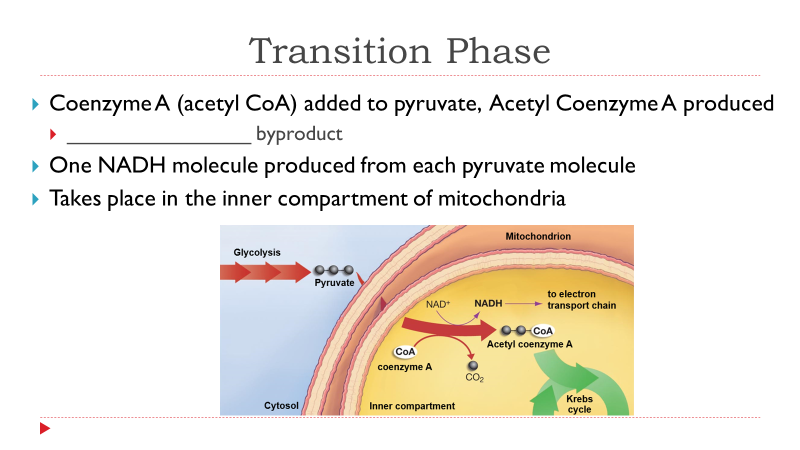 Transition Phase
Coenzyme A (acetyl CoA) added to pyruvate, Acetyl Coenzyme A produced
_________________ byproduct
One NADH molecule produced from each pyruvate molecule
Takes place in the inner compartment of mitochondria
Mitochondrion
Glycolysis
Pyruvate
NAD+
NADH
to electron
transport chain
CoA
Acetyl coenzyme A
CoA
coenzyme A
CO2
Krebs
cycle
Cytosol
Inner compartment